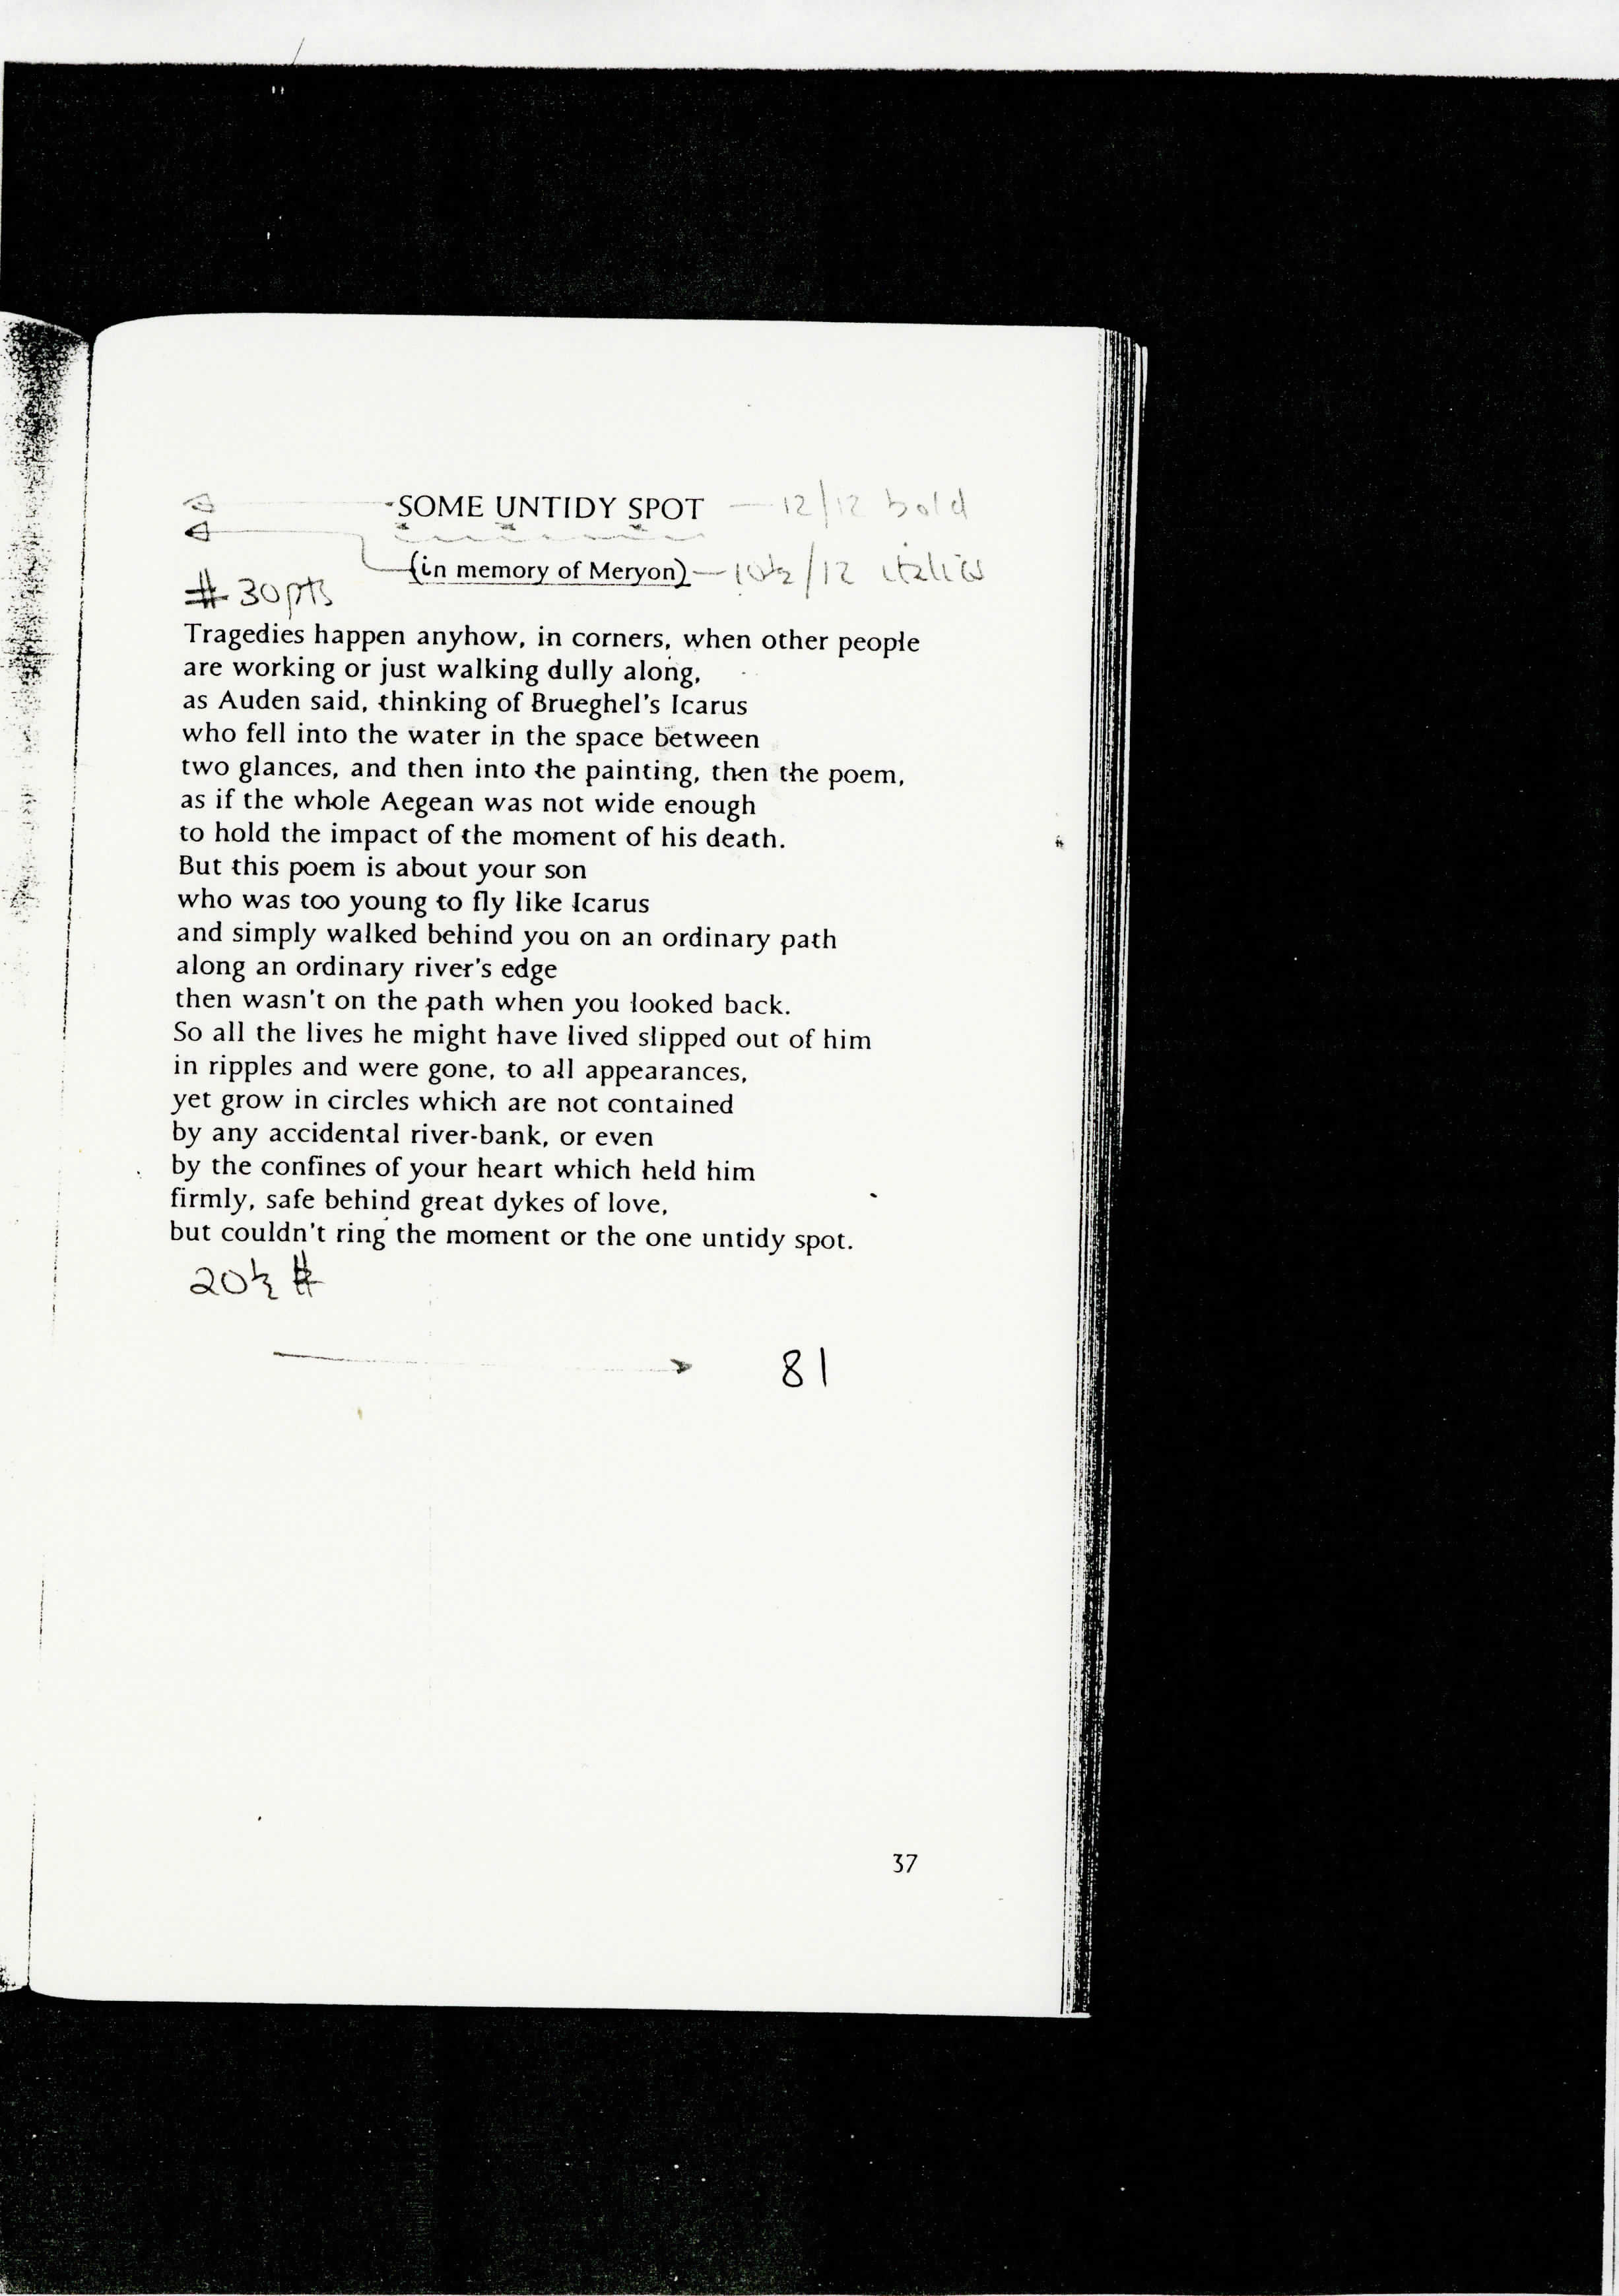 SOME UNTIDY SPOT — 12/12 bold
(in memory of Meryon) — 10½/12 italics
# 30pts
Tragedies happen anyhow, in corners, when other people
are working or just walking dully along,
as Auden said, thinking of Brueghel's Icarus
who fell into the water in the space between
two glances, and then into the painting, then the poem,
as if the whole Aegean was not wide enough
to hold the impact of the moment of his death.
But this poem is about your son
who was too young to fly like Icarus
and simply walked behind you on an ordinary path
along an ordinary river's edge
then wasn't on the path when you looked back.
So all the lives he might have lived slipped out of him
in ripples and were gone, to all appearances,
yet grow in circles which are not contained
by any accidental river-bank, or even
by the confines of your heart which held him
firmly, safe behind great dykes of love,
but couldn't ring the moment or the one untidy spot.
20½ #
81
37